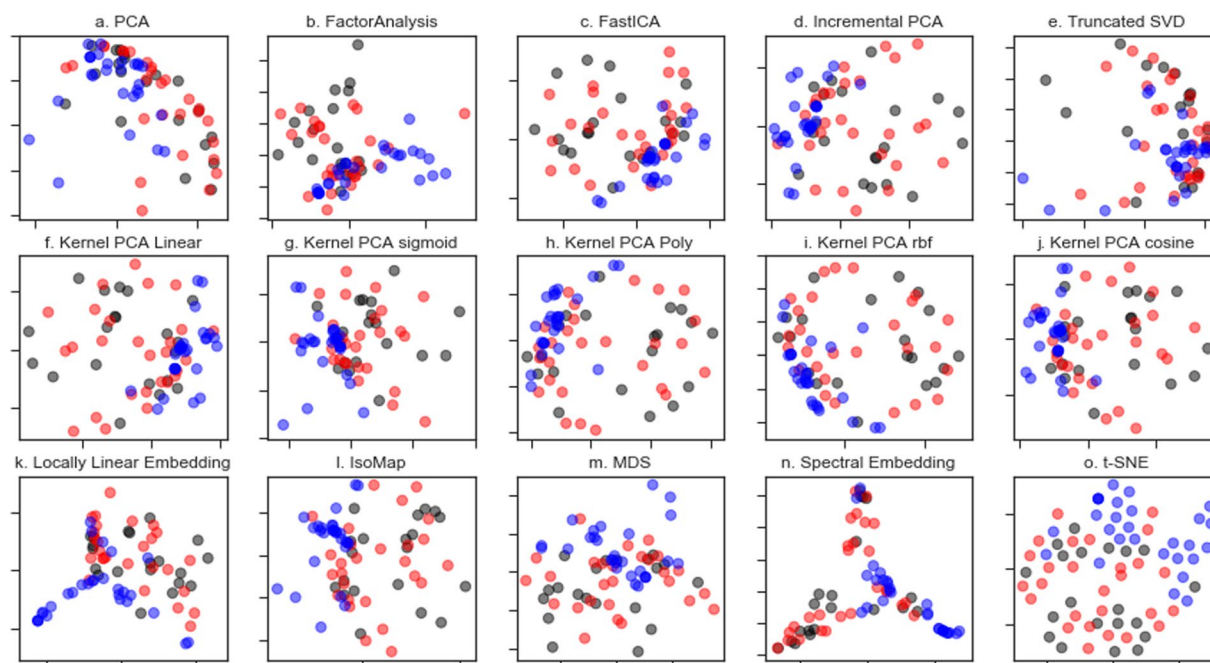 a. PCA
b. FactorAnalysis
c. FastICA
d. Incremental PCA
e. Truncated SVD
f. Kernel PCA Linear
g. Kernel PCA sigmoid
h. Kernel PCA Poly
i. Kernel PCA rbf
j. Kernel PCA cosine
k. Locally Linear Embedding
l. IsoMap
m. MDS
n. Spectral Embedding
o. t-SNE